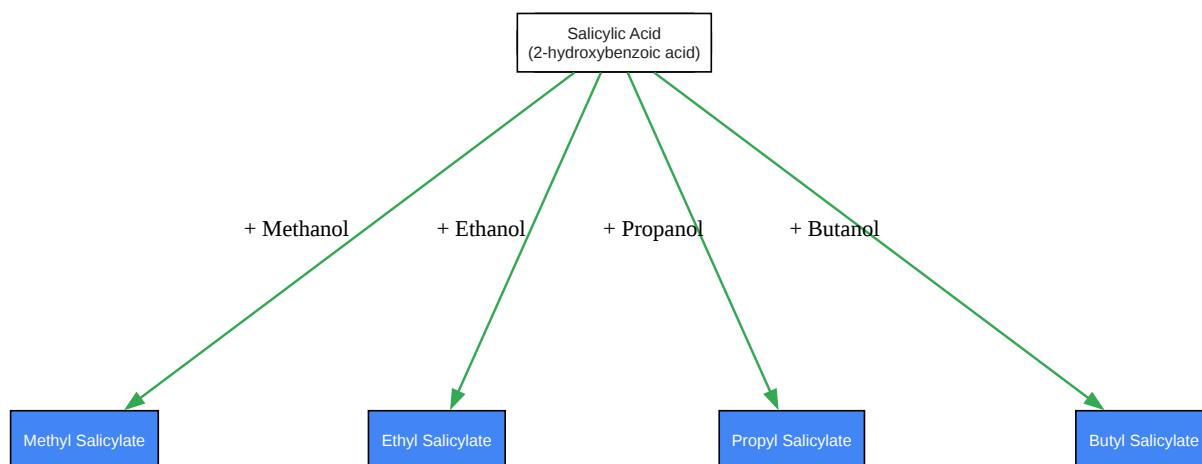 Salicylic Acid
(2-hydroxybenzoic acid)
+ Methanol
+ Ethanol
+ Propanol
+ Butanol
Methyl Salicylate
Ethyl Salicylate
Propyl Salicylate
Butyl Salicylate